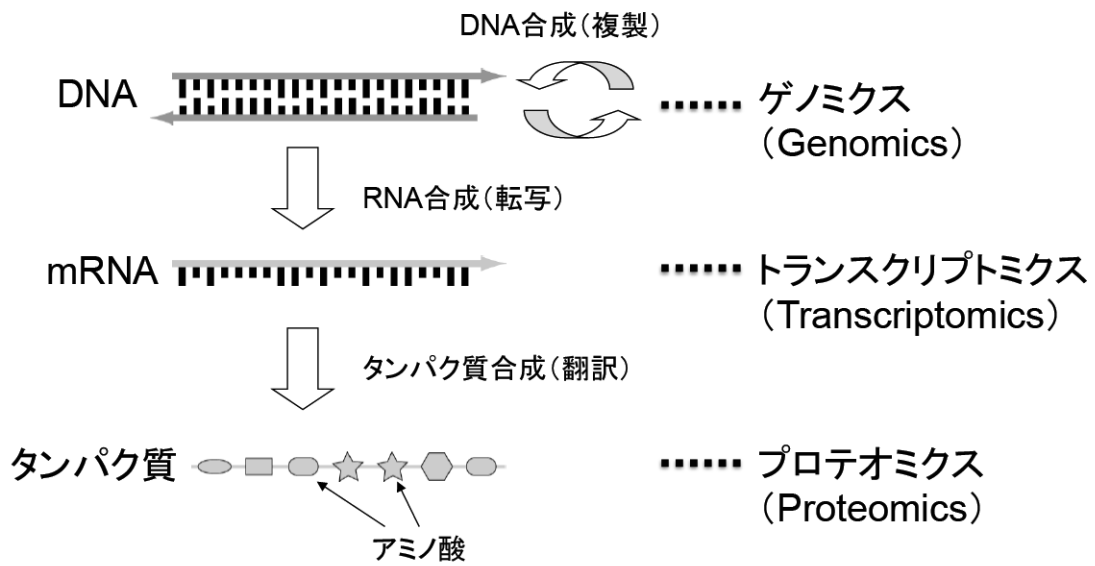 DNA合成(複製)
DNA
ゲノミクス
(Genomics)
RNA合成(転写)
mRNA
トランスクリプトミクス
(Transcriptomics)
タンパク質合成(翻訳)
タンパク質
プロテオミクス
(Proteomics)
アミノ酸